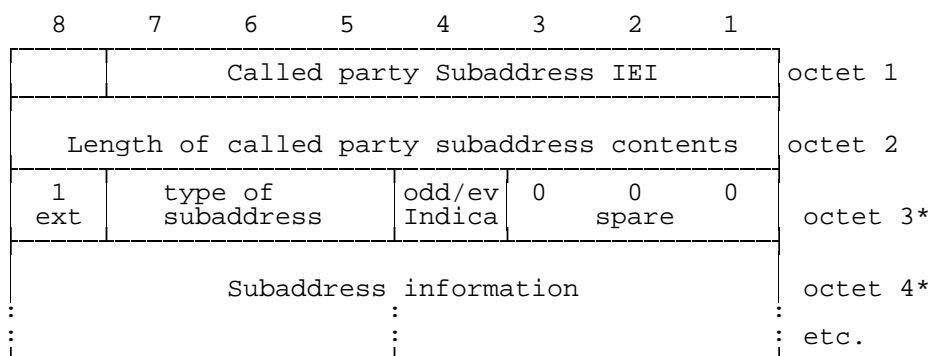 8 7 6 5 4 3 2 1
Called party Subaddress IEI octet 1
Length of called party subaddress contents octet 2
1 type of odd/ev 0 0 0
ext subaddress Indica spare octet 3*
Subaddress information octet 4*
: : :
: : : etc.